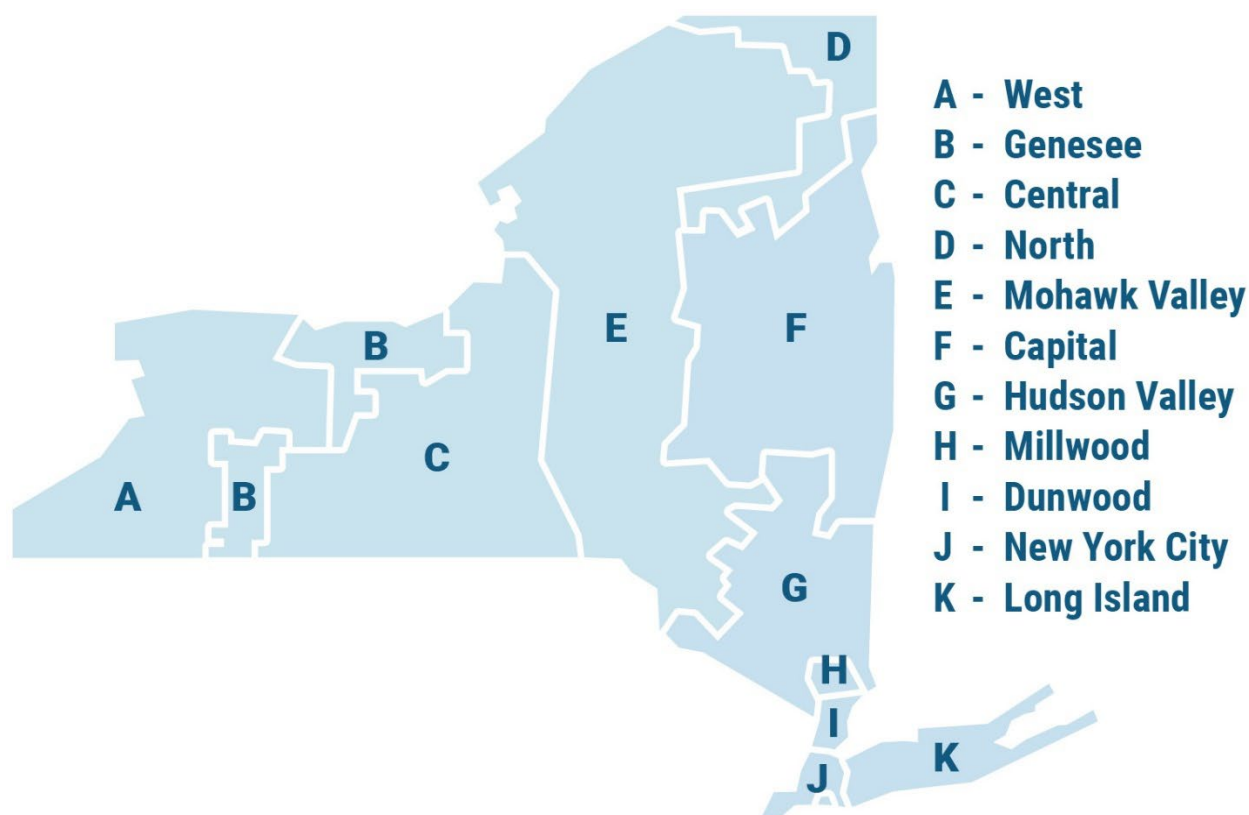 D
E
F
B
C
A
B
G
H
I
J
K
A - West
B - Genesee
C - Central
D - North
E - Mohawk Valley
F - Capital
G - Hudson Valley
H - Millwood
I - Dunwood
J - New York City
K - Long Island